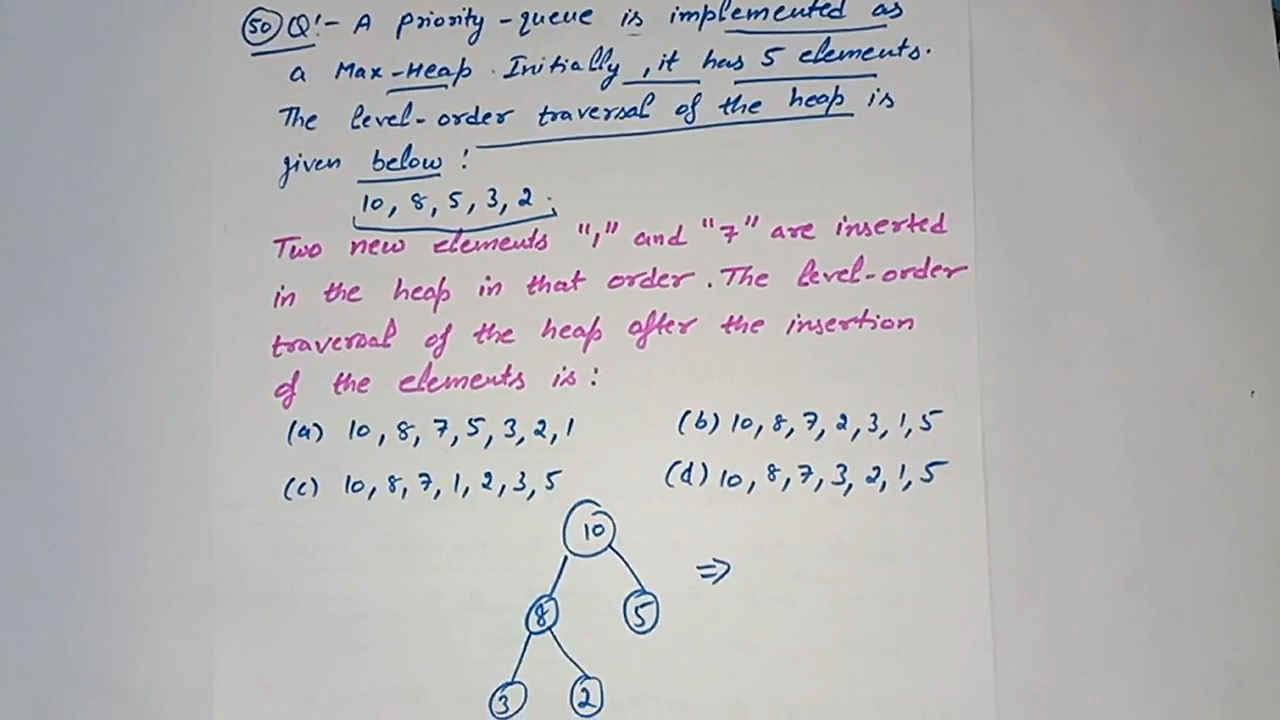 50 Q:- A priority-queue is implemented as
a Max-Heap. Initially, it has 5 elements.
The level-order traversal of the heap is
given below:
10, 8, 5, 3, 2.
Two new elements "1" and "7" are inserted
in the heap in that order. The level-order
traversal of the heap after the insertion
of the elements is:
(a) 10, 8, 7, 5, 3, 2, 1 (b) 10, 8, 7, 2, 3, 1, 5
(c) 10, 8, 7, 1, 2, 3, 5 (d) 10, 8, 7, 3, 2, 1, 5
10
⇒
8 5
3 2